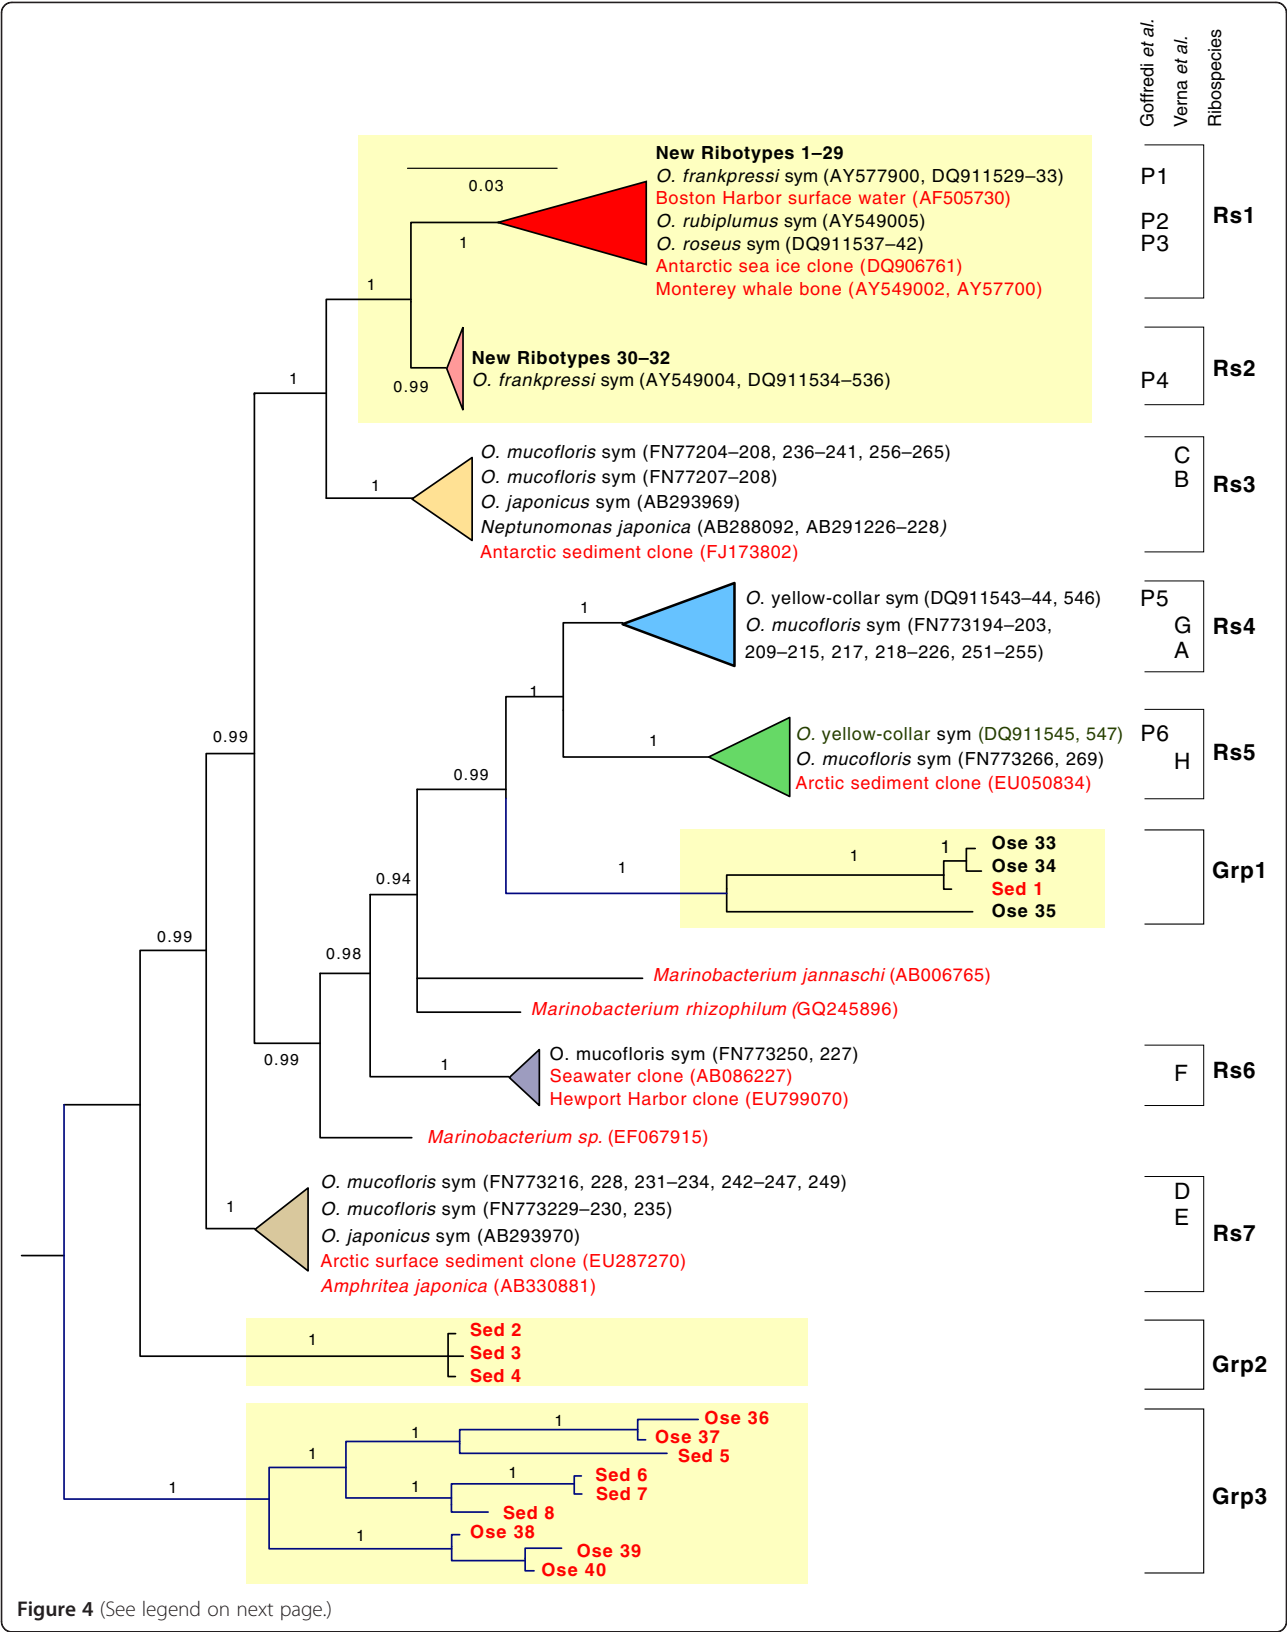 Goffredi et al.
Verna et al.
Ribospecies
New Ribotypes 1–29
0.03
O. frankpressi sym (AY577900, DQ911529–33)
P1
Boston Harbor surface water (AF505730)
Rs1
O. rubiplumus sym (AY549005)
P2
1
O. roseus sym (DQ911537–42)
P3
Antarctic sea ice clone (DQ906761)
1
Monterey whale bone (AY549002, AY57700)
New Ribotypes 30–32
Rs2
1
0.99
O. frankpressi sym (AY549004, DQ911534–536)
P4
O. mucofloris sym (FN77204–208, 236–241, 256–265)
C
O. mucofloris sym (FN77207–208)
B
1
Rs3
O. japonicus sym (AB293969)
Neptunomonas japonica (AB288092, AB291226–228)
Antarctic sediment clone (FJ173802)
1
O. yellow-collar sym (DQ911543–44, 546)
P5
O. mucofloris sym (FN773194–203,
G
Rs4
209–215, 217, 218–226, 251–255)
A
1
0.99
1
O. yellow-collar sym (DQ911545, 547)
P6
O. mucofloris sym (FN773266, 269)
H
Rs5
0.99
Arctic sediment clone (EU050834)
1
1
Ose 33
1
Ose 34
Grp1
0.94
Sed 1
Ose 35
0.99
0.98
Marinobacterium jannaschi (AB006765)
Marinobacterium rhizophilum (GQ245896)
0.99
1
O. mucofloris sym (FN773250, 227)
Seawater clone (AB086227)
F
Rs6
Hewport Harbor clone (EU799070)
Marinobacterium sp. (EF067915)
O. mucofloris sym (FN773216, 228, 231–234, 242–247, 249)
D
1
O. mucofloris sym (FN773229–230, 235)
E
O. japonicus sym (AB293970)
Rs7
Arctic surface sediment clone (EU287270)
Amphritea japonica (AB330881)
1
Sed 2
Sed 3
Grp2
Sed 4
1
Ose 36
1
Ose 37
1
Sed 5
1
Sed 6
1
1
Sed 7
Grp3
Sed 8
1
Ose 38
Ose 39
Ose 40
Figure 4 (See legend on next page.)